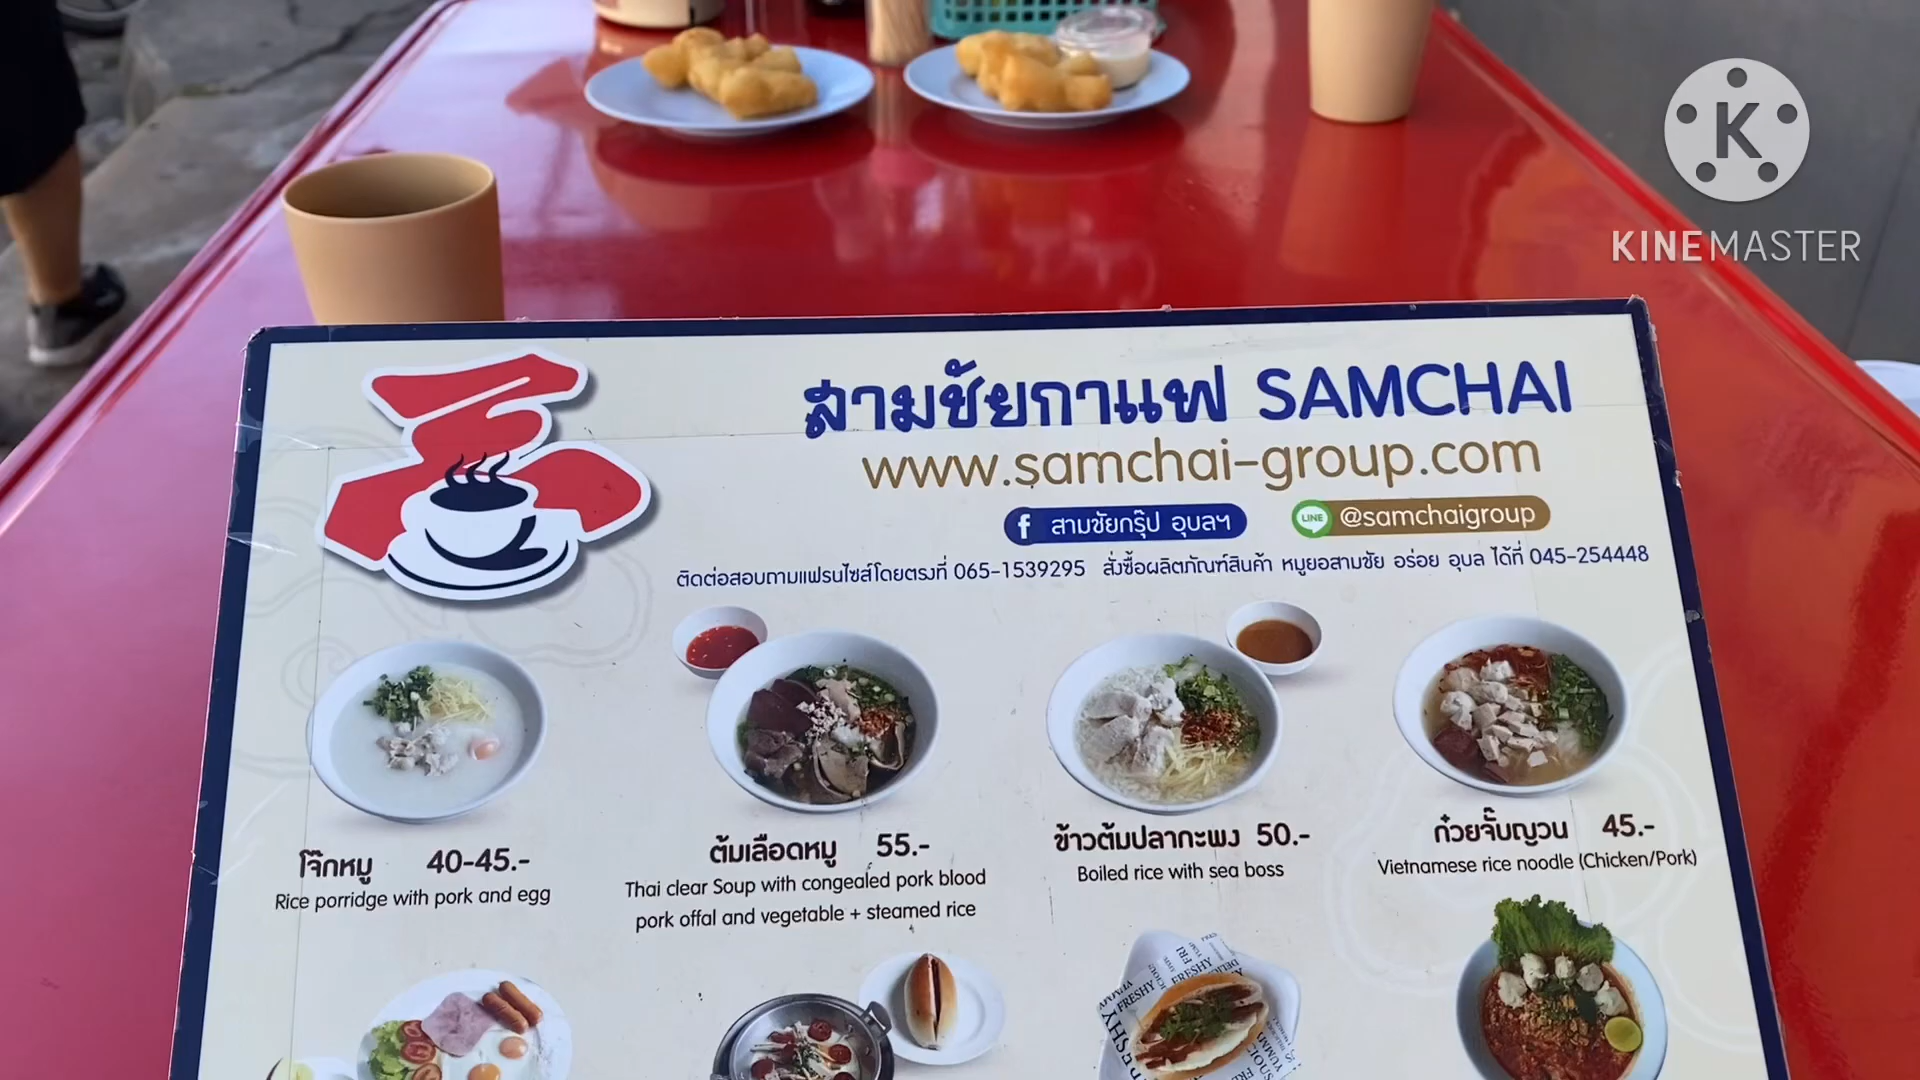 K
KINEMASTER
สามชัยกาแฟ SAMCHAI
www.samchai-group.com
f สามชัยกรุ๊ป อุบลฯ
LINE @samchaigroup
ติดต่อสอบถามแฟรนไชส์โดยตรงที่ 065-1539295 สั่งซื้อผลิตภัณฑ์สินค้า หมูยอสามชัย อร่อย อุบล ได้ที่ 045-254448
โจ๊กหมู 40-45.-
Rice porridge with pork and egg
ต้มเลือดหมู 55.-
Thai clear Soup with congealed pork blood
pork offal and vegetable + steamed rice
ข้าวต้มปลากะพง 50.-
Boiled rice with sea boss
ก๋วยจั๊บญวน 45.-
Vietnamese rice noodle (Chicken/Pork)
FRESHY
FRESHY